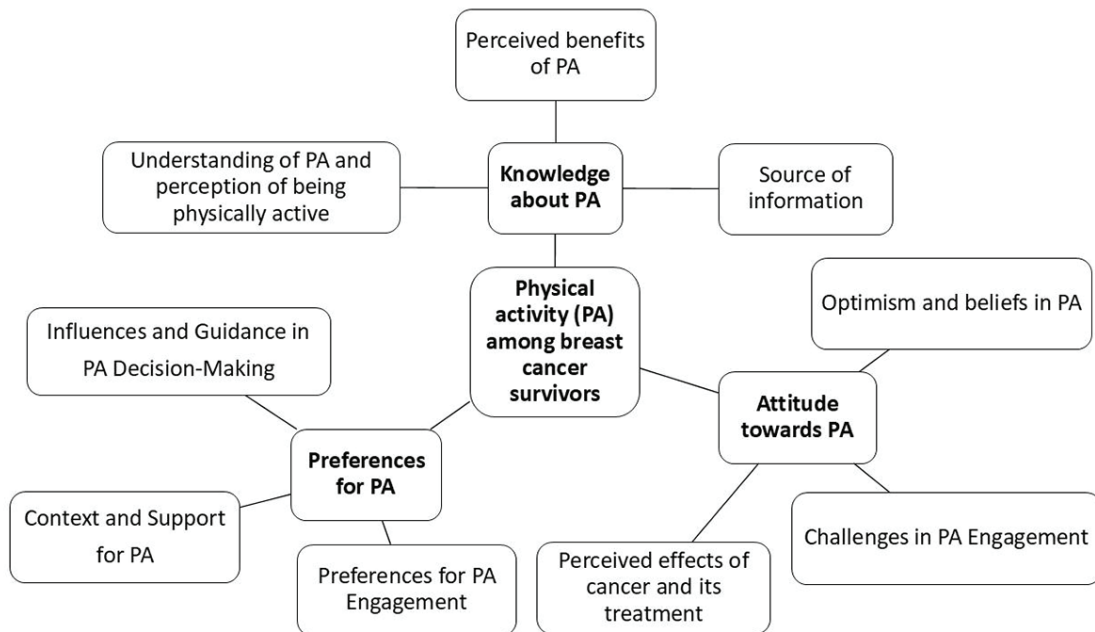 Perceived benefits
of PA
Understanding of PA and
perception of being
physically active
Knowledge
about PA
Source of
information
Physical
activity (PA)
among breast
cancer
survivors
Optimism and beliefs in PA
Influences and Guidance in
PA Decision-Making
Attitude
towards PA
Preferences
for PA
Context and Support
for PA
Preferences for PA
Engagement
Perceived effects of
cancer and its
treatment
Challenges in PA Engagement